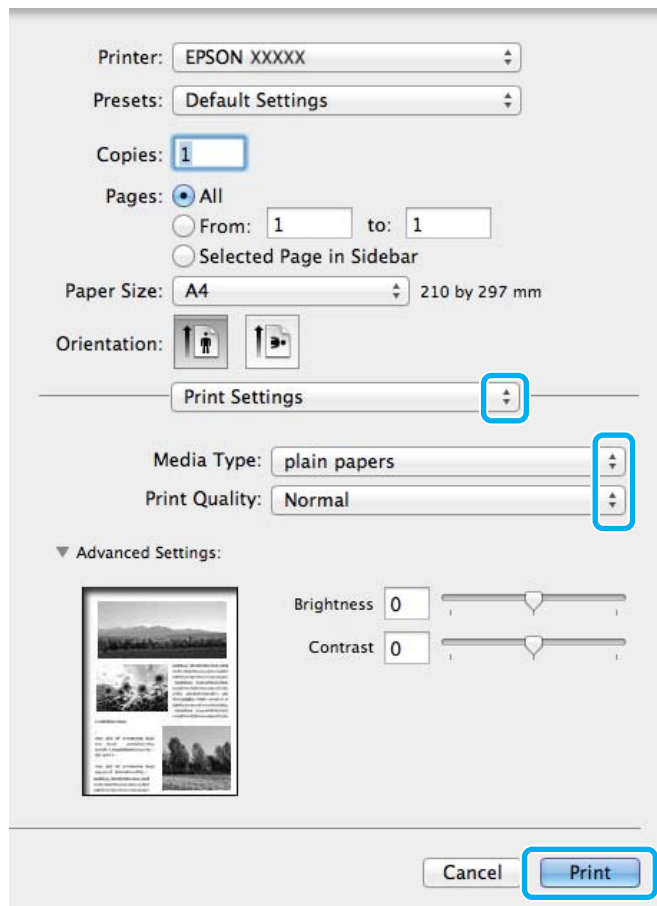 Printer: EPSON XXXXX
Presets: Default Settings
Copies: 1
Pages: All
From: 1 to: 1
Selected Page in Sidebar
Paper Size: A4 210 by 297 mm
Orientation:
Print Settings
Media Type: plain papers
Print Quality: Normal
Advanced Settings:
Brightness 0
Contrast 0
Cancel Print